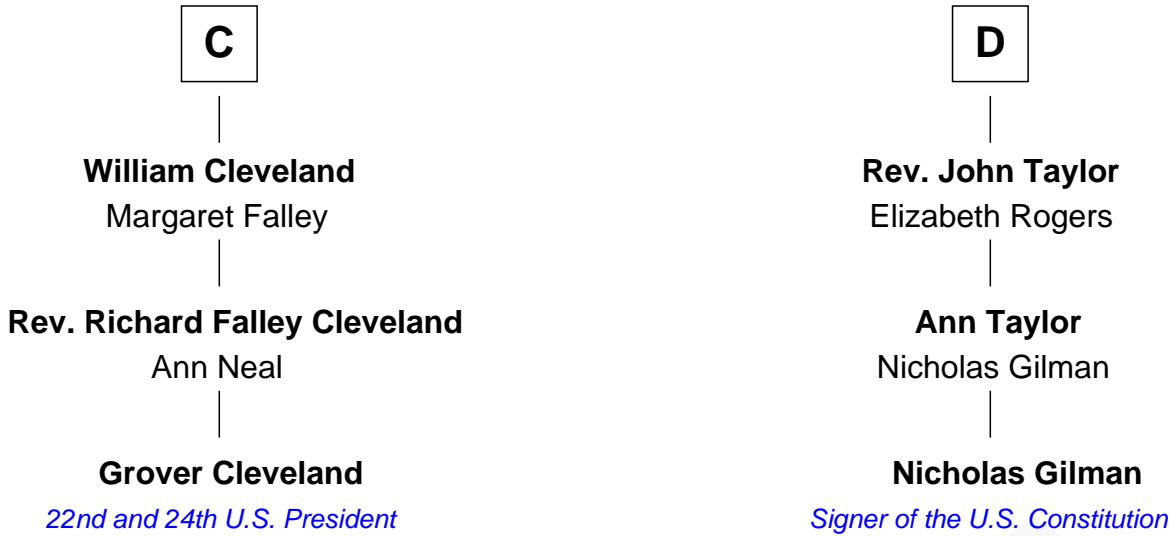 C
William Cleveland
Margaret Falley
Rev. Richard Falley Cleveland
Ann Neal
Grover Cleveland
22nd and 24th U.S. President
D
Rev. John Taylor
Elizabeth Rogers
Ann Taylor
Nicholas Gilman
Nicholas Gilman
Signer of the U.S. Constitution